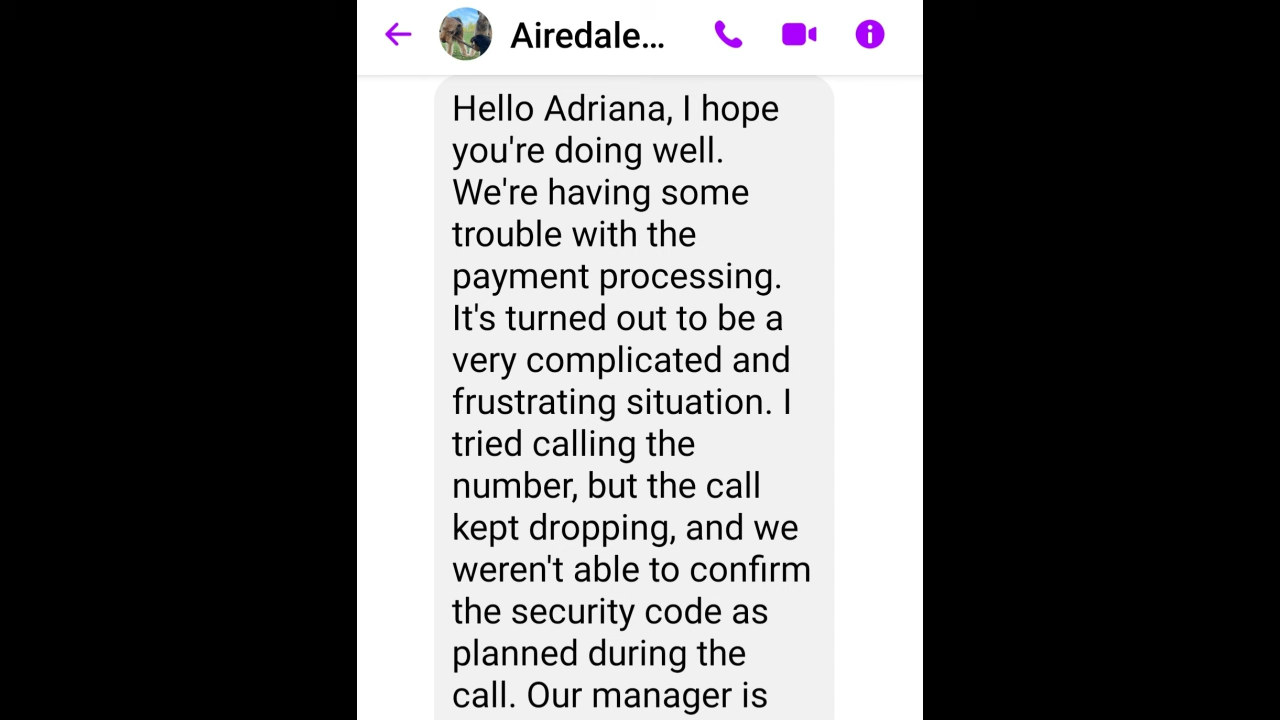 Airedale...
Hello Adriana, I hope
you're doing well.
We're having some
trouble with the
payment processing.
It's turned out to be a
very complicated and
frustrating situation. I
tried calling the
number, but the call
kept dropping, and we
weren't able to confirm
the security code as
planned during the
call. Our manager is